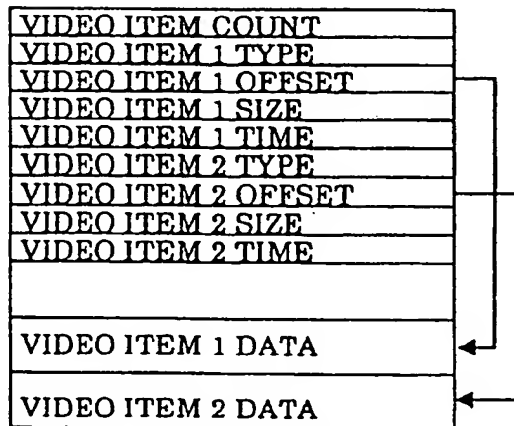 VIDEO ITEM COUNT
VIDEO ITEM 1 TYPE
VIDEO ITEM 1 OFFSET
VIDEO ITEM 1 SIZE
VIDEO ITEM 1 TIME
VIDEO ITEM 2 TYPE
VIDEO ITEM 2 OFFSET
VIDEO ITEM 2 SIZE
VIDEO ITEM 2 TIME
VIDEO ITEM 1 DATA
VIDEO ITEM 2 DATA